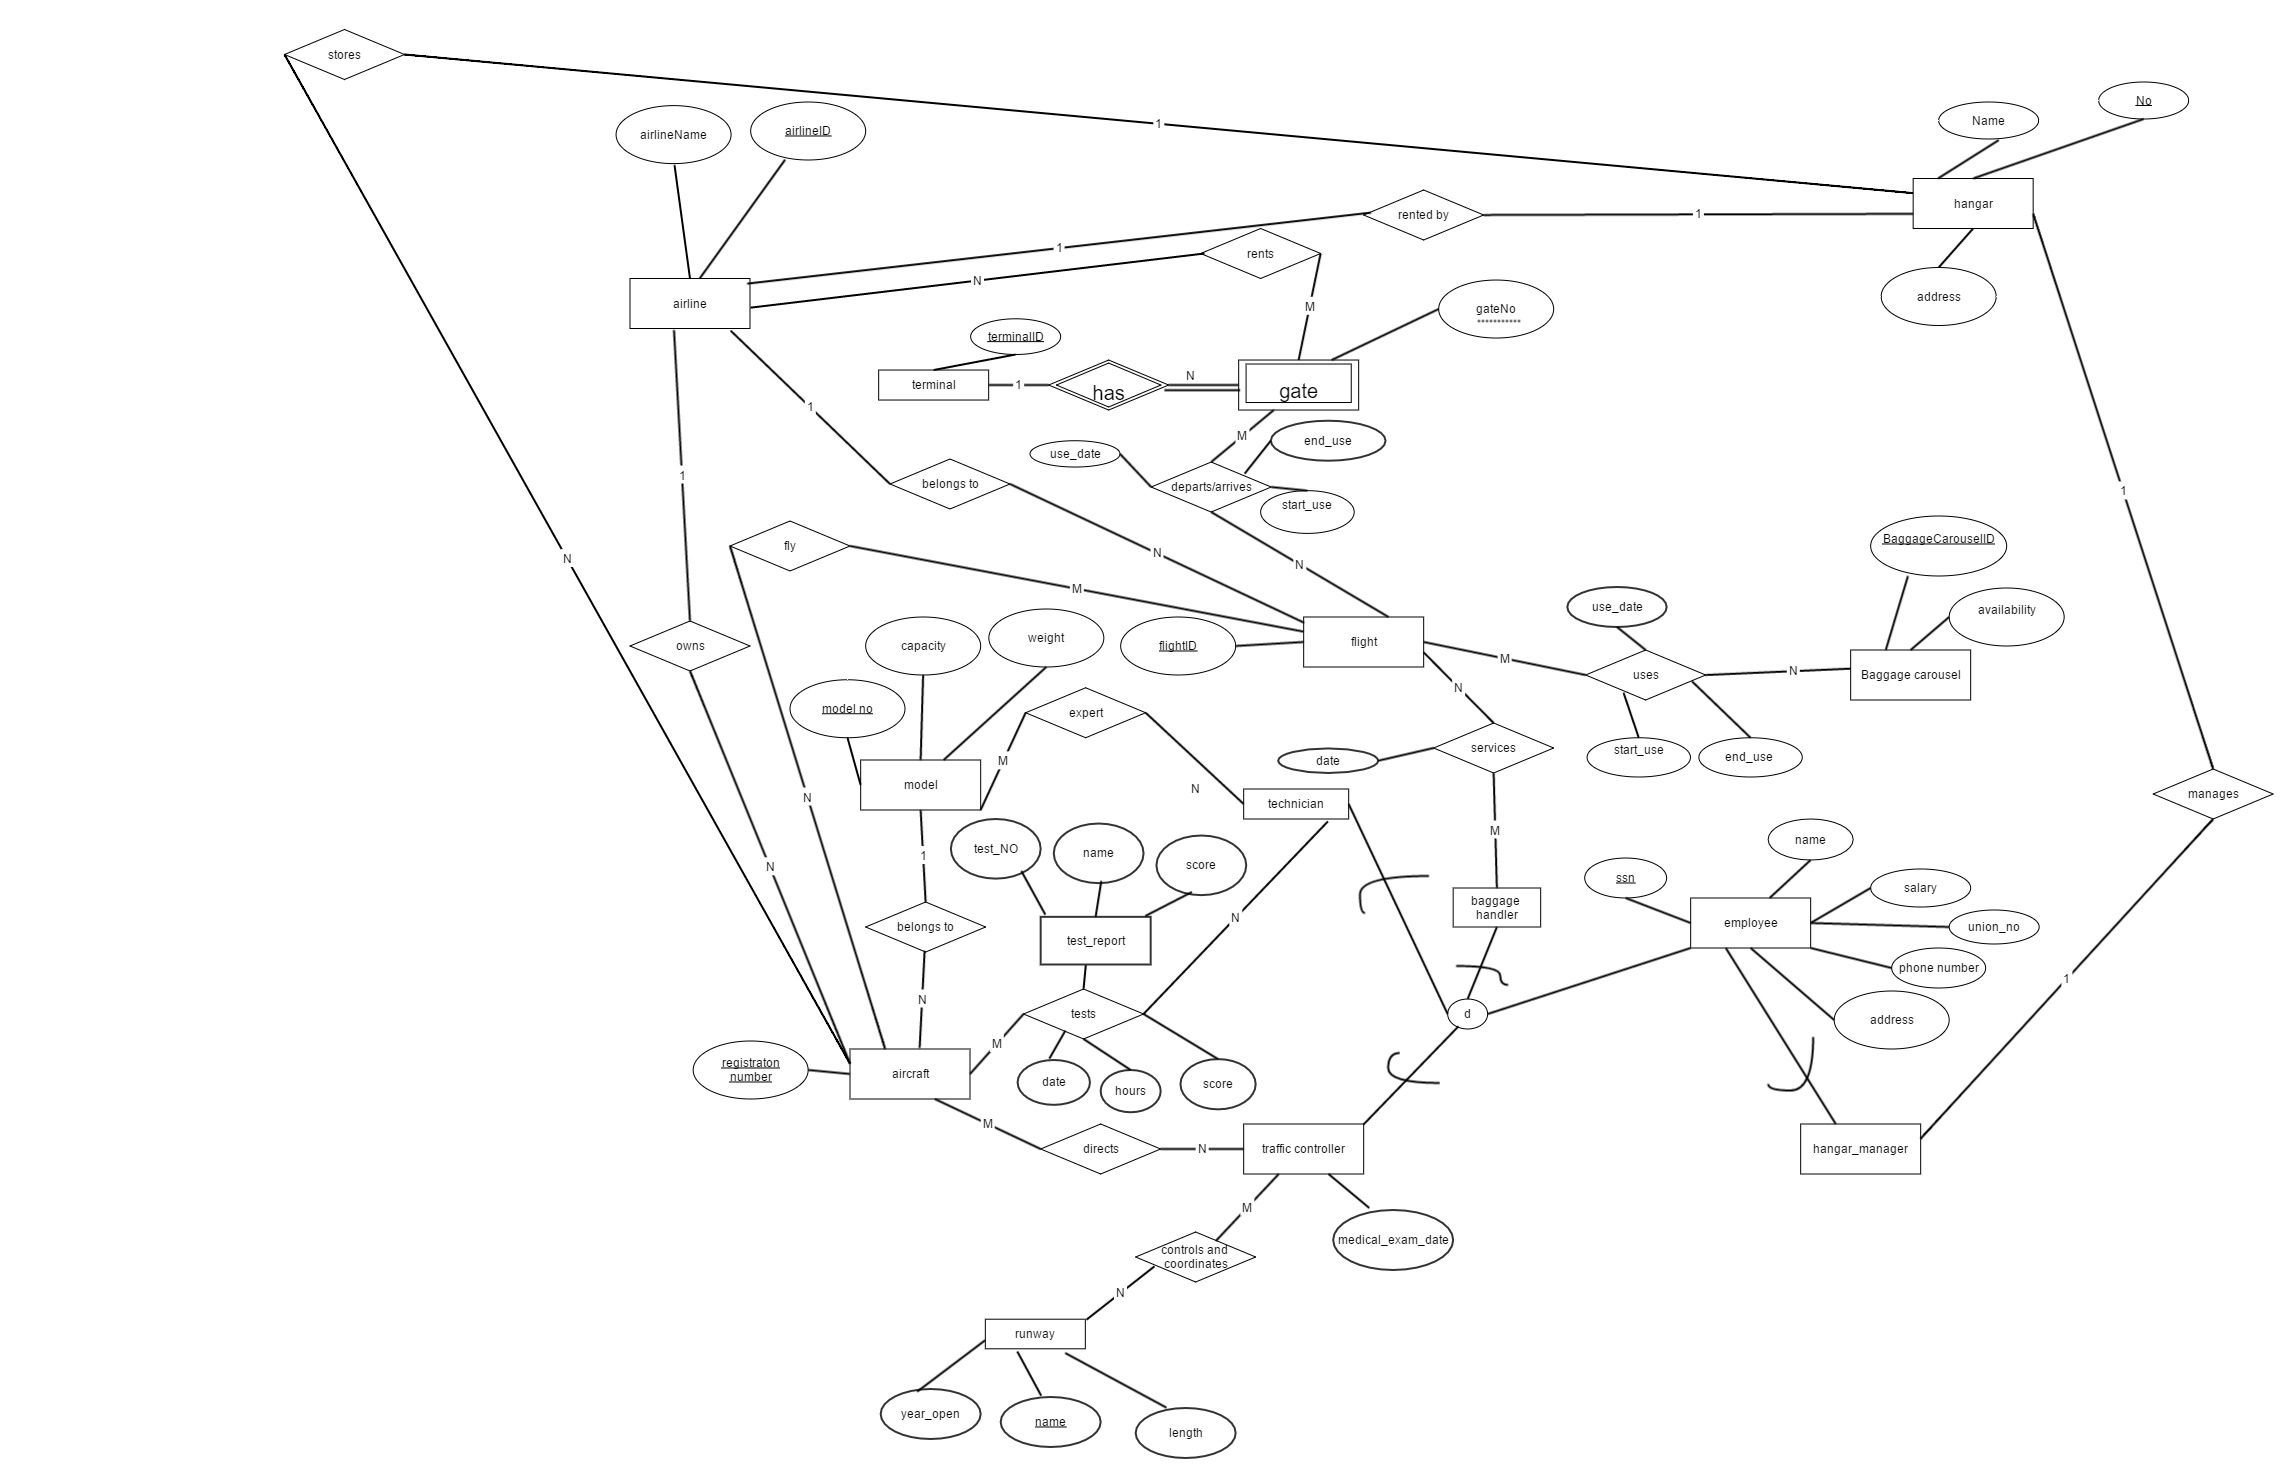 stores
No
Name
1
airlineName
airlineID
hangar
rented by
1
1
rents
N
address
airline
M
gateNo
***********
terminalID
N
terminal
1
has
gate
1
M
end_use
use_date
1
belongs to
departs/arrives
1
start_use
BaggageCarouselID
fly
N
N
N
M
use_date
availability
capacity
weight
flightID
flight
owns
M
uses
N
Baggage carousel
N
model no
expert
services
start_use
end_use
M
date
model
N
technician
manages
N
M
name
test_NO
name
score
1
N
ssn
salary
baggage
handler
N
employee
union_no
belongs to
test_report
phone number
1
N
tests
d
address
M
registraton
number
aircraft
date
hours
score
M
directs
N
traffic controller
hangar_manager
M
medical_exam_date
controls and
coordinates
N
runway
year_open
name
length